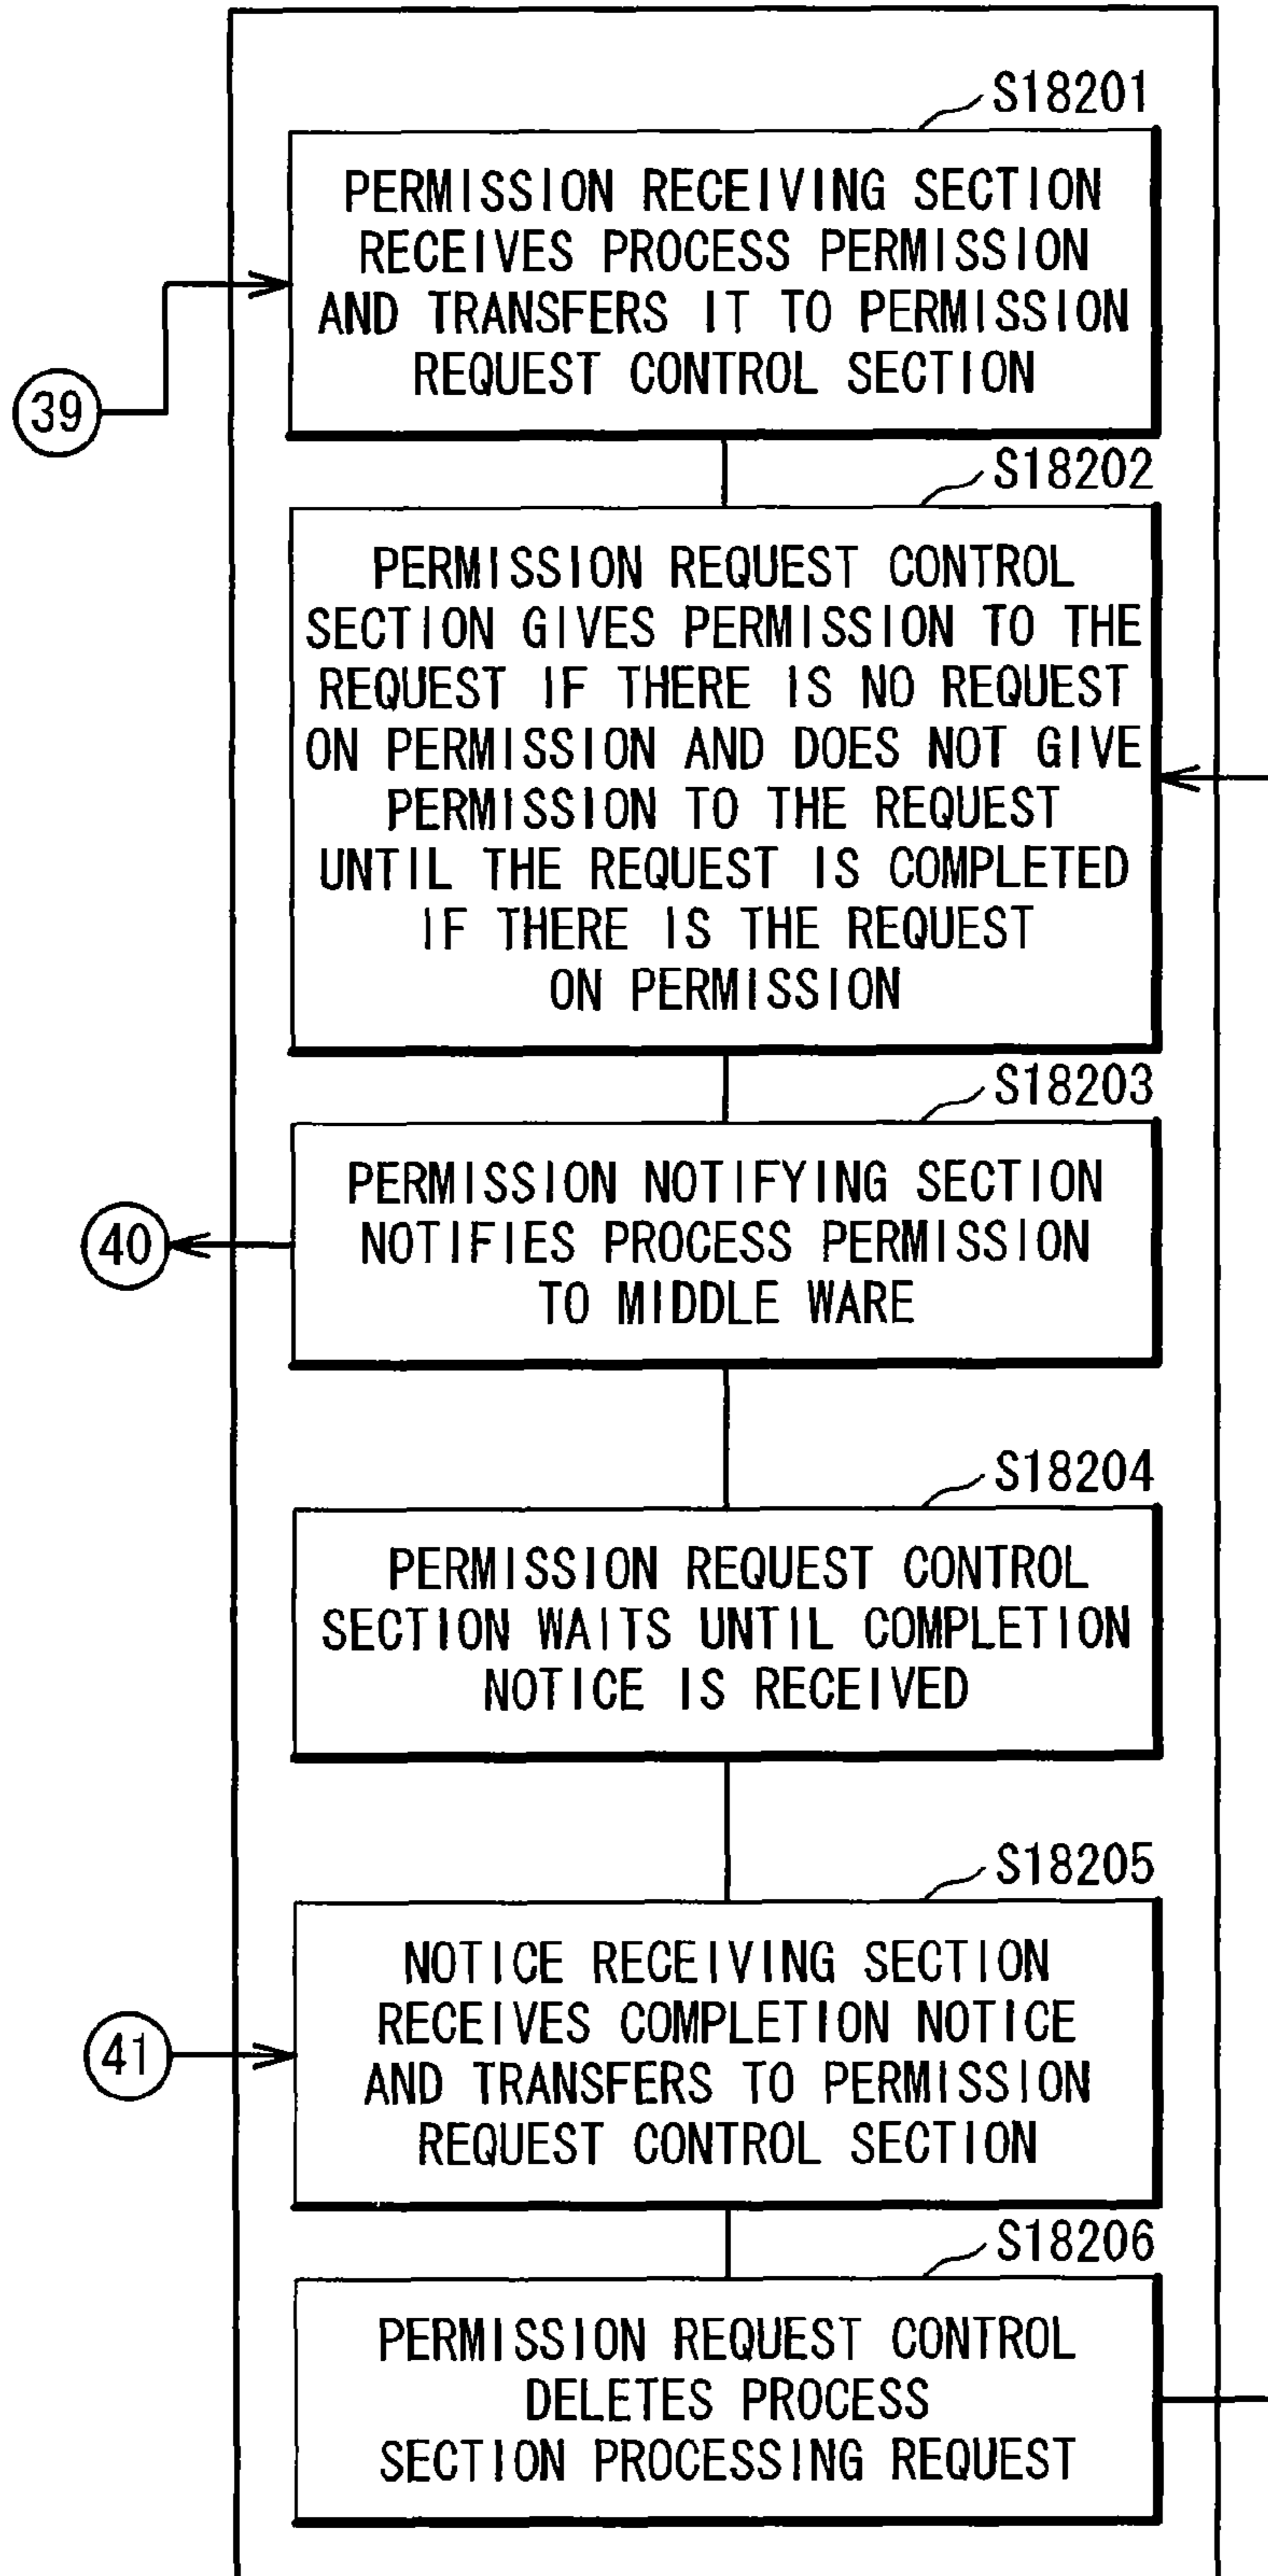 S18201
PERMISSION RECEIVING SECTION
RECEIVES PROCESS PERMISSION
AND TRANSFERS IT TO PERMISSION
REQUEST CONTROL SECTION
39
S18202
PERMISSION REQUEST CONTROL
SECTION GIVES PERMISSION TO THE
REQUEST IF THERE IS NO REQUEST
ON PERMISSION AND DOES NOT GIVE
PERMISSION TO THE REQUEST
UNTIL THE REQUEST IS COMPLETED
IF THERE IS THE REQUEST
ON PERMISSION
S18203
PERMISSION NOTIFYING SECTION
NOTIFIES PROCESS PERMISSION
TO MIDDLE WARE
40
S18204
PERMISSION REQUEST CONTROL
SECTION WAITS UNTIL COMPLETION
NOTICE IS RECEIVED
S18205
NOTICE RECEIVING SECTION
RECEIVES COMPLETION NOTICE
AND TRANSFERS TO PERMISSION
REQUEST CONTROL SECTION
41
S18206
PERMISSION REQUEST CONTROL
DELETES PROCESS
SECTION PROCESSING REQUEST